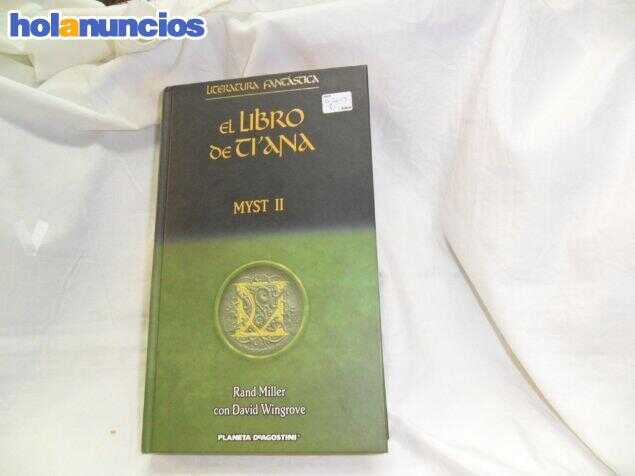 holanuncios
LITERATURA FANTÁSTICA
EL LIBRO
DE TI'ANA
MYST II
Rand Miller
con David Wingrove
PLANETA DeAGOSTINI